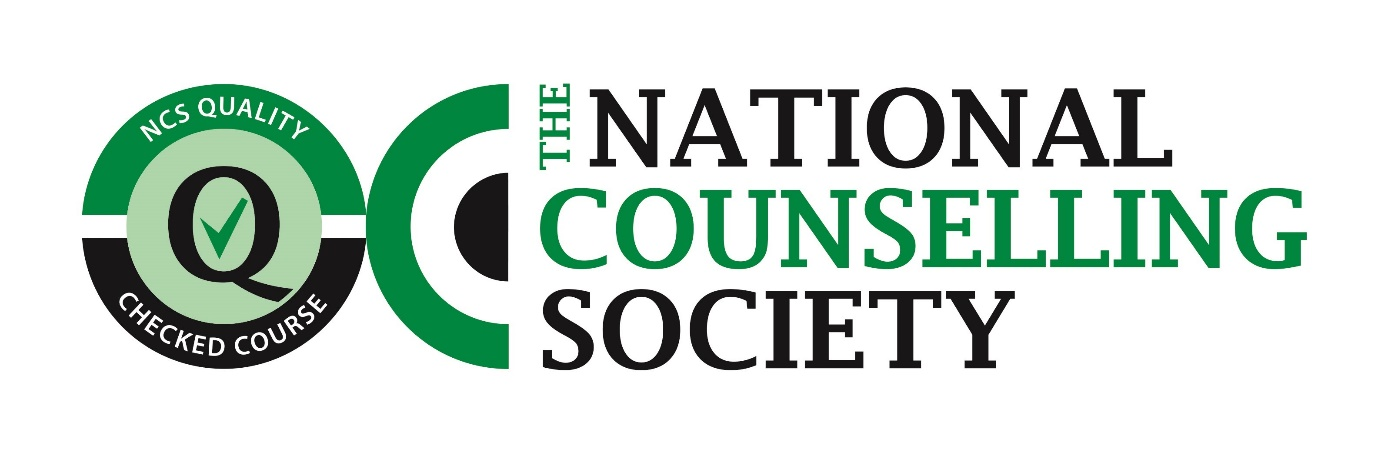 NCS QUALITY
Q
CHECKED COURSE
THE
NATIONAL
COUNSELLING
SOCIETY